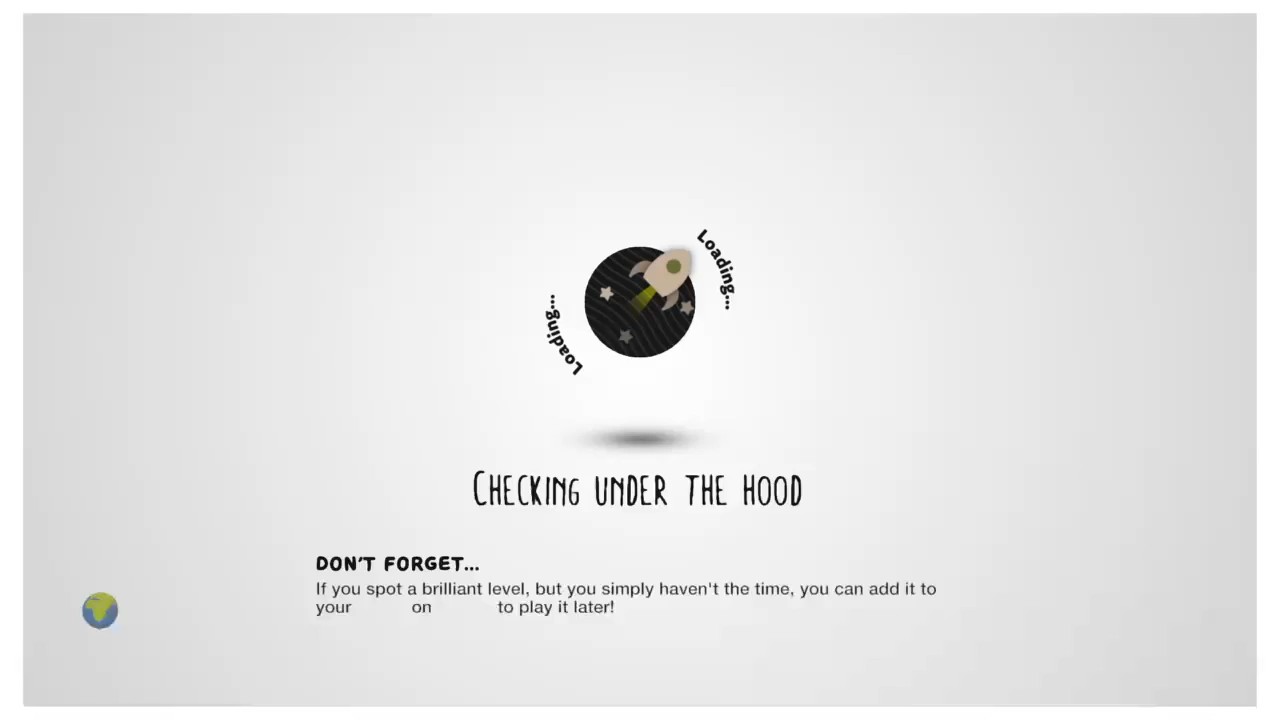 Loading...
Loading...
Checking under the hood
DON'T FORGET...
If you spot a brilliant level, but you simply haven't the time, you can add it to
your on to play it later!